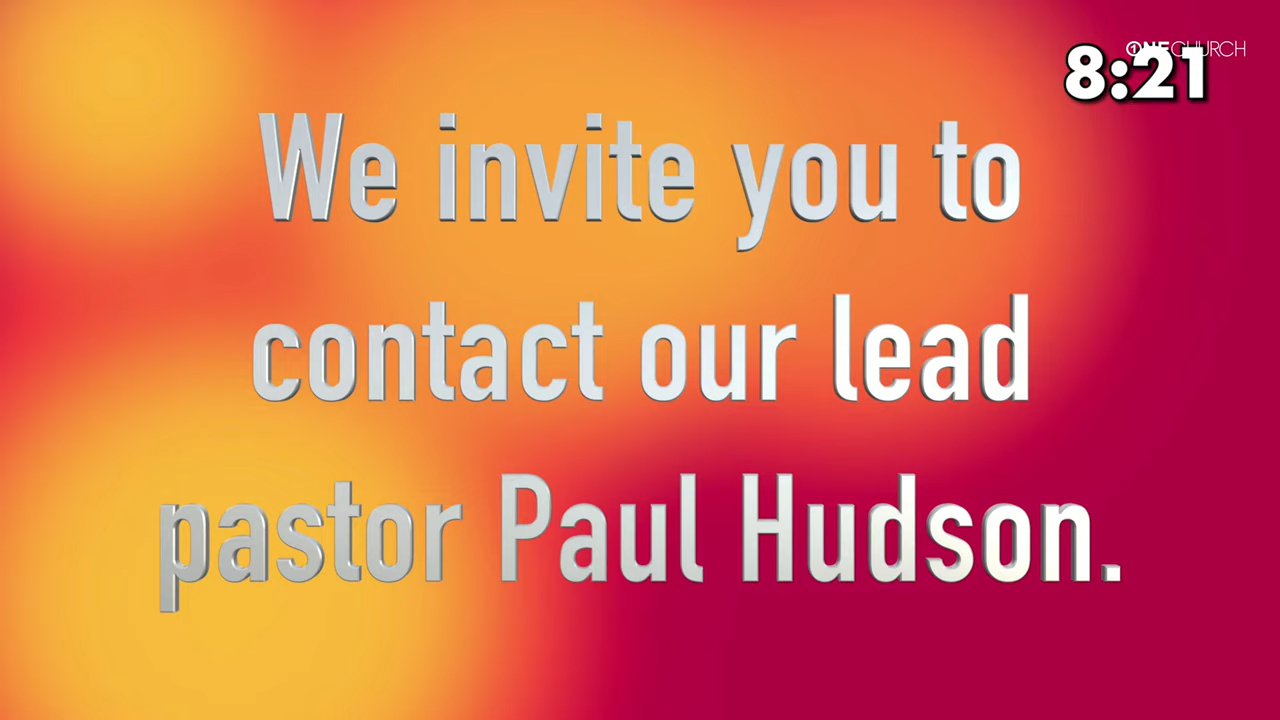 ONECHURCH
8:21
We invite you to
contact our lead
pastor Paul Hudson.